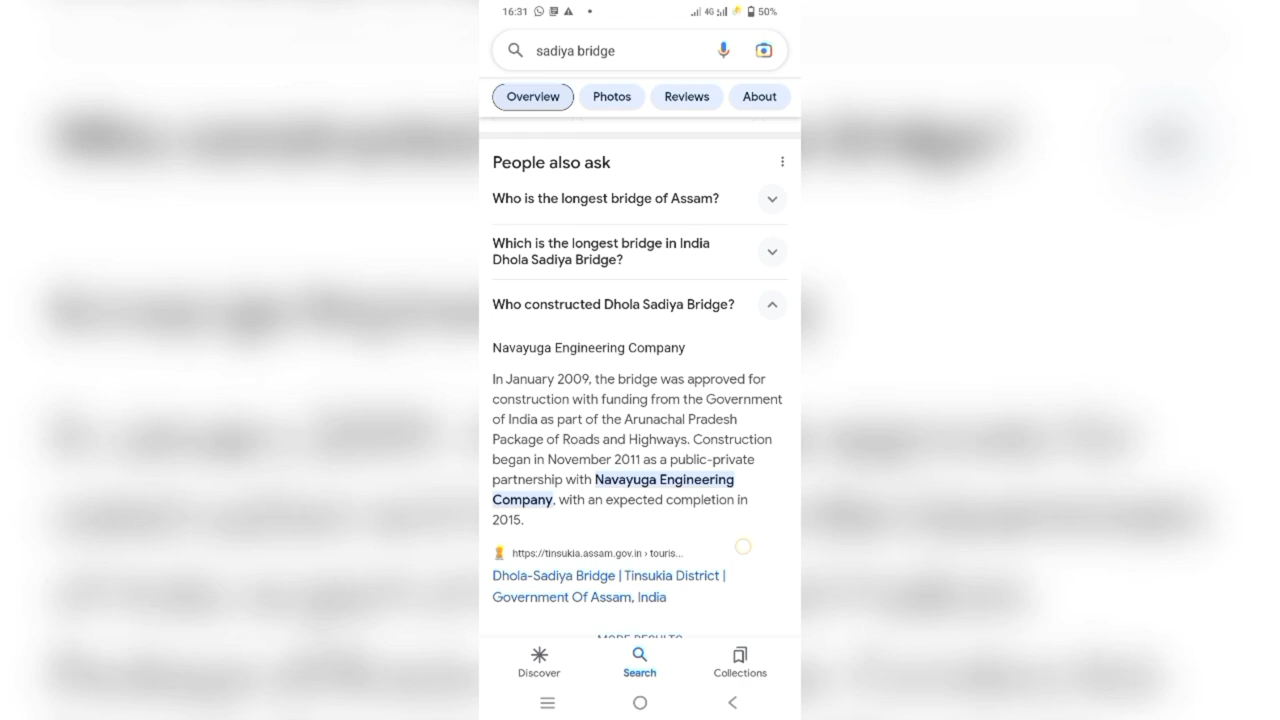 16:31
4G
50%
sadiya bridge
Overview Photos Reviews About
People also ask
Who is the longest bridge of Assam?
Which is the longest bridge in India
Dhola Sadiya Bridge?
Who constructed Dhola Sadiya Bridge?
Navayuga Engineering Company
In January 2009, the bridge was approved for
construction with funding from the Government
of India as part of the Arunachal Pradesh
Package of Roads and Highways. Construction
began in November 2011 as a public-private
partnership with Navayuga Engineering
Company, with an expected completion in
2015.
https://tinsukia.assam.gov.in › touris...
Dhola-Sadiya Bridge | Tinsukia District |
Government Of Assam, India
MORE RESULTS
Discover Search Collections